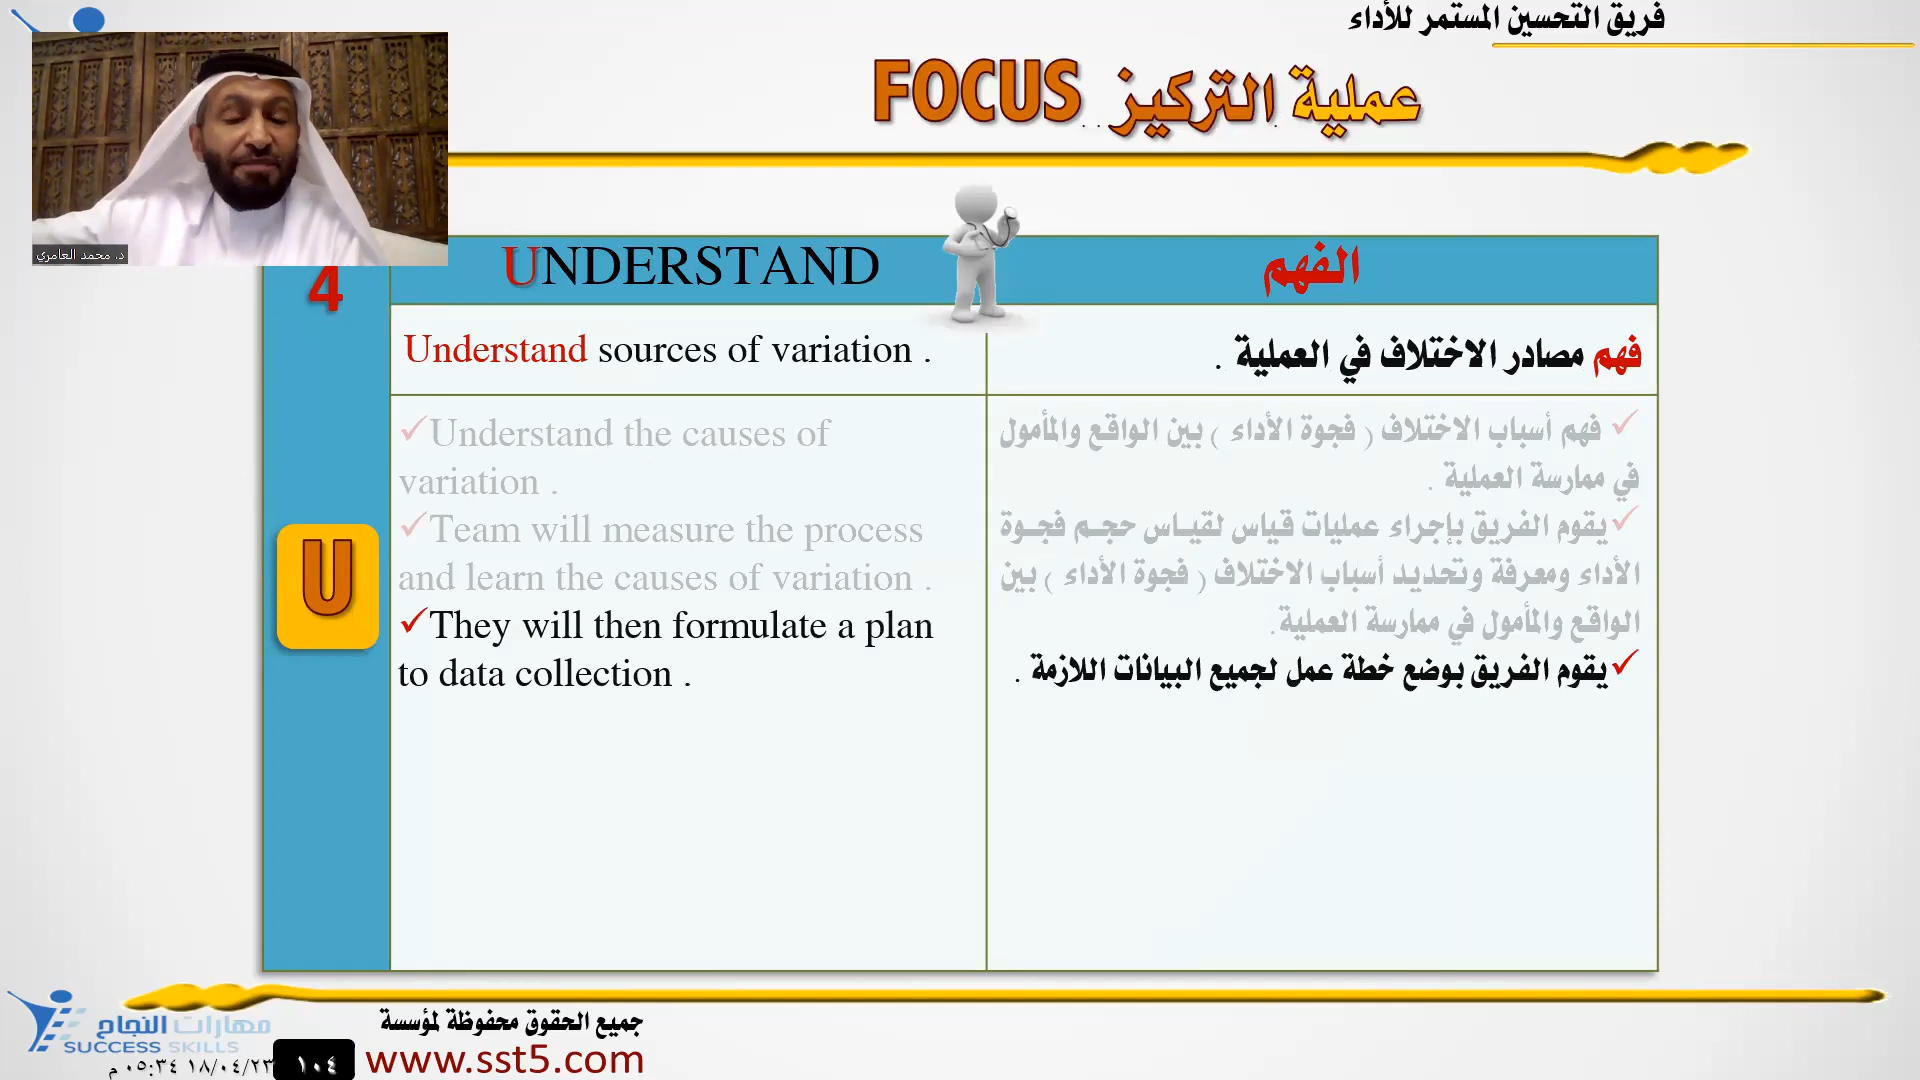 فريق التحسين المستمر للأداء
عملية التركيز .. FOCUS
د. محمد العامري
4
UNDERSTAND
الفهم
Understand sources of variation .
فهم مصادر الاختلاف في العملية .
U
✓Understand the causes of
variation .
✓Team will measure the process
and learn the causes of variation .
✓They will then formulate a plan
to data collection .
✓ فهم أسباب الاختلاف ( فجوة الأداء ) بين الواقع والمأمول
في ممارسة العملية .
✓يقوم الفريق بإجراء عمليات قياس لقياس حجم فجوة
الأداء ومعرفة وتحديد أسباب الاختلاف ( فجوة الأداء ) بين
الواقع والمأمول في ممارسة العملية.
✓يقوم الفريق بوضع خطة عمل لجميع البيانات اللازمة .
مهارات النجاح
SUCCESS SKILLS
جميع الحقوق محفوظة لمؤسسة
www.sst5.com
١٠٤
١٨/٠٤/٢٣ ٠٥:٣٤ م